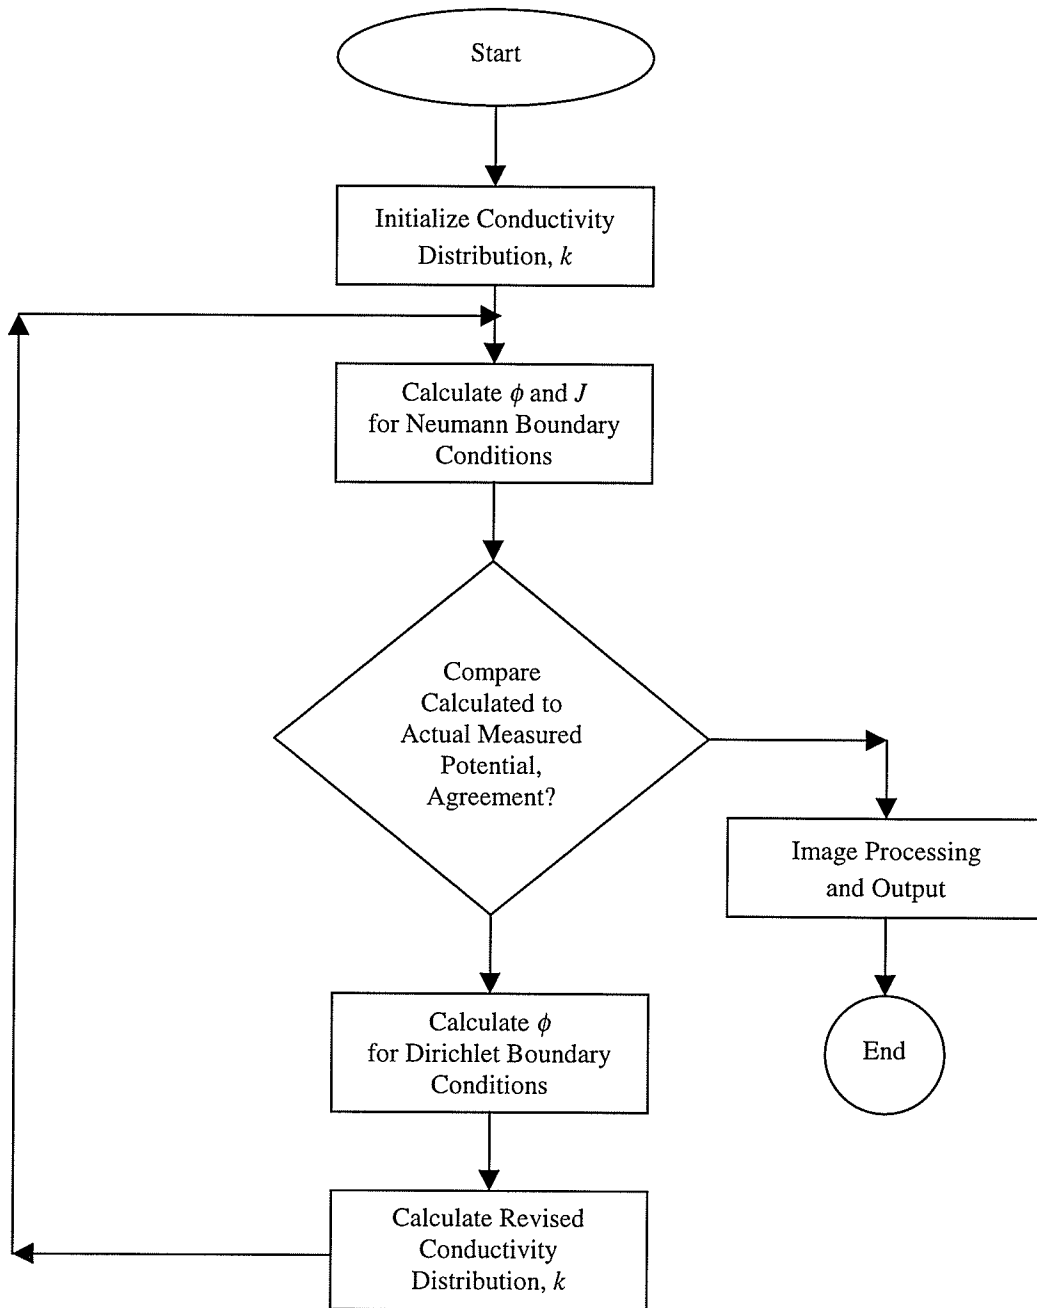 Start
Initialize Conductivity
Distribution, k
Calculate ϕ and J
for Neumann Boundary
Conditions
Compare
Calculated to
Actual Measured
Potential,
Agreement?
Image Processing
and Output
Calculate ϕ
for Dirichlet Boundary
Conditions
End
Calculate Revised
Conductivity
Distribution, k